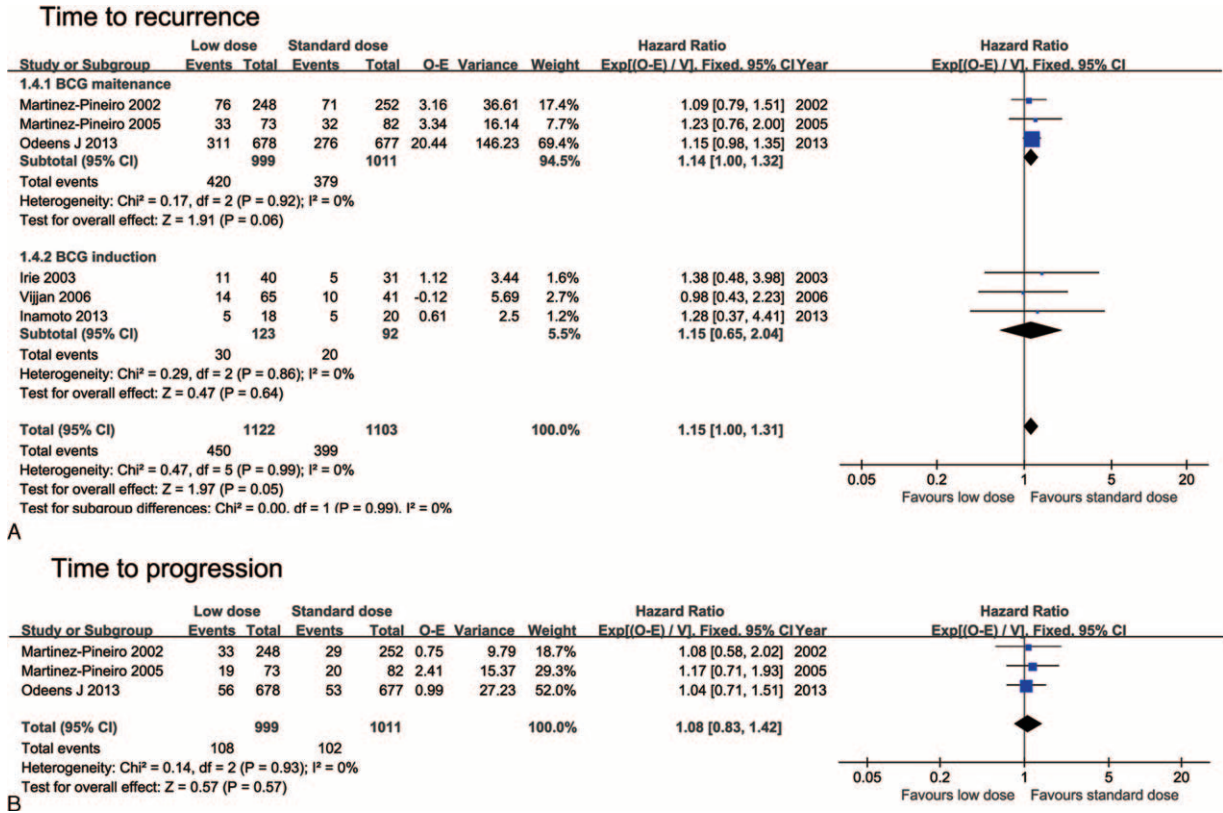 Time to recurrence
Low dose Standard dose Hazard Ratio Hazard Ratio
Study or Subgroup Events Total Events Total O-E Variance Weight Exp[(O-E) / V], Fixed, 95% CI Year Exp[(O-E) / V], Fixed, 95% CI
1.4.1 BCG maitenance
Martinez-Pineiro 2002 76 248 71 252 3.16 36.61 17.4% 1.09 [0.79, 1.51] 2002
Martinez-Pineiro 2005 33 73 32 82 3.34 16.14 7.7% 1.23 [0.76, 2.00] 2005
Odeens J 2013 311 678 276 677 20.44 146.23 69.4% 1.15 [0.98, 1.35] 2013
Subtotal (95% CI) 999 1011 94.5% 1.14 [1.00, 1.32]
Total events 420 379
Heterogeneity: Chi² = 0.17, df = 2 (P = 0.92); I² = 0%
Test for overall effect: Z = 1.91 (P = 0.06)
1.4.2 BCG induction
Irie 2003 11 40 5 31 1.12 3.44 1.6% 1.38 [0.48, 3.98] 2003
Vijjan 2006 14 65 10 41 -0.12 5.69 2.7% 0.98 [0.43, 2.23] 2006
Inamoto 2013 5 18 5 20 0.61 2.5 1.2% 1.28 [0.37, 4.41] 2013
Subtotal (95% CI) 123 92 5.5% 1.15 [0.65, 2.04]
Total events 30 20
Heterogeneity: Chi² = 0.29, df = 2 (P = 0.86); I² = 0%
Test for overall effect: Z = 0.47 (P = 0.64)
Total (95% CI) 1122 1103 100.0% 1.15 [1.00, 1.31]
Total events 450 399
Heterogeneity: Chi² = 0.47, df = 5 (P = 0.99); I² = 0%
Test for overall effect: Z = 1.97 (P = 0.05)
Test for subgroup differences: Chi² = 0.00, df = 1 (P = 0.99), I² = 0%
0.05 0.2 1 5 20
Favours low dose Favours standard dose
A
Time to progression
Low dose Standard dose Hazard Ratio Hazard Ratio
Study or Subgroup Events Total Events Total O-E Variance Weight Exp[(O-E) / V], Fixed, 95% CI Year Exp[(O-E) / V], Fixed, 95% CI
Martinez-Pineiro 2002 33 248 29 252 0.75 9.79 18.7% 1.08 [0.58, 2.02] 2002
Martinez-Pineiro 2005 19 73 20 82 2.41 15.37 29.3% 1.17 [0.71, 1.93] 2005
Odeens J 2013 56 678 53 677 0.99 27.23 52.0% 1.04 [0.71, 1.51] 2013
Total (95% CI) 999 1011 100.0% 1.08 [0.83, 1.42]
Total events 108 102
Heterogeneity: Chi² = 0.14, df = 2 (P = 0.93); I² = 0%
Test for overall effect: Z = 0.57 (P = 0.57)
0.05 0.2 1 5 20
Favours low dose Favours standard dose
B